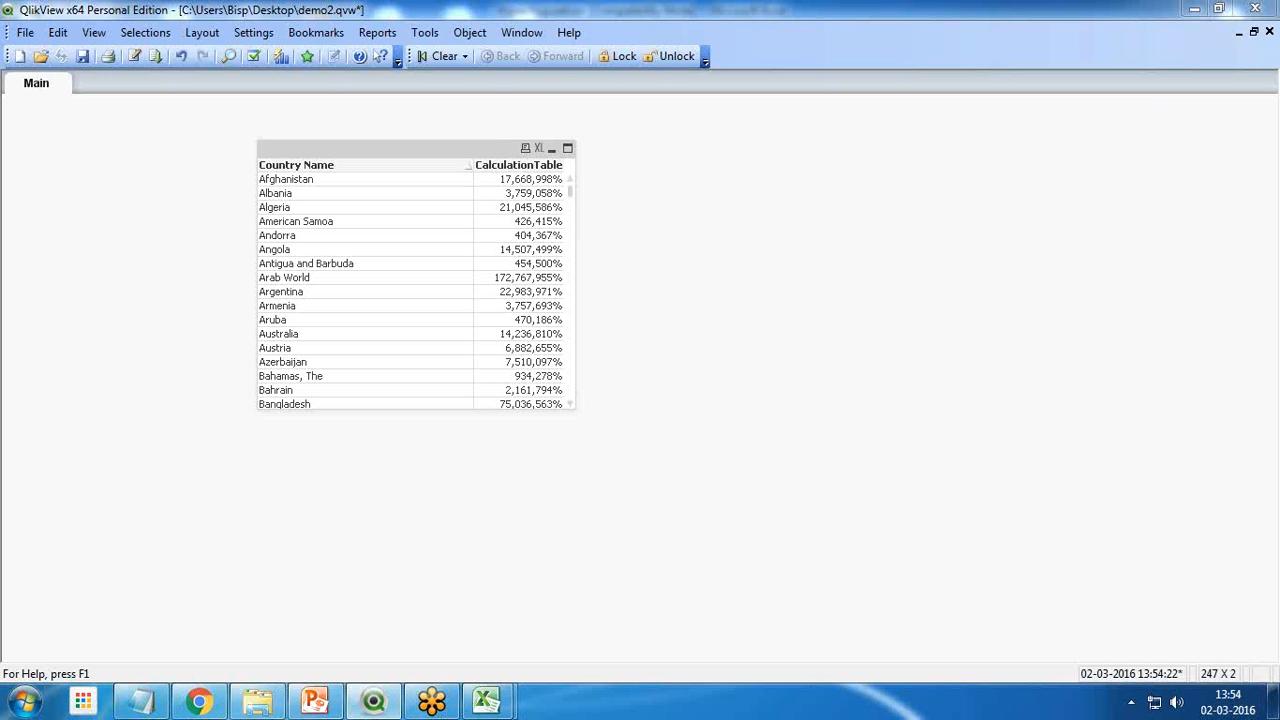 QlikView x64 Personal Edition - [C:\Users\Bisp\Desktop\demo2.qvw*]
File Edit View Selections Layout Settings Bookmarks Reports Tools Object Window Help
Clear Back Forward Lock Unlock
Main
XL
Country Name CalculationTable
Afghanistan 17,668,998%
Albania 3,759,058%
Algeria 21,045,586%
American Samoa 426,415%
Andorra 404,367%
Angola 14,507,499%
Antigua and Barbuda 454,500%
Arab World 172,767,955%
Argentina 22,983,971%
Armenia 3,757,693%
Aruba 470,186%
Australia 14,236,810%
Austria 6,882,655%
Azerbaijan 7,510,097%
Bahamas, The 934,278%
Bahrain 2,161,794%
Bangladesh 75,036,563%
For Help, press F1 02-03-2016 13:54:22* 247 X 2
13:54
02-03-2016